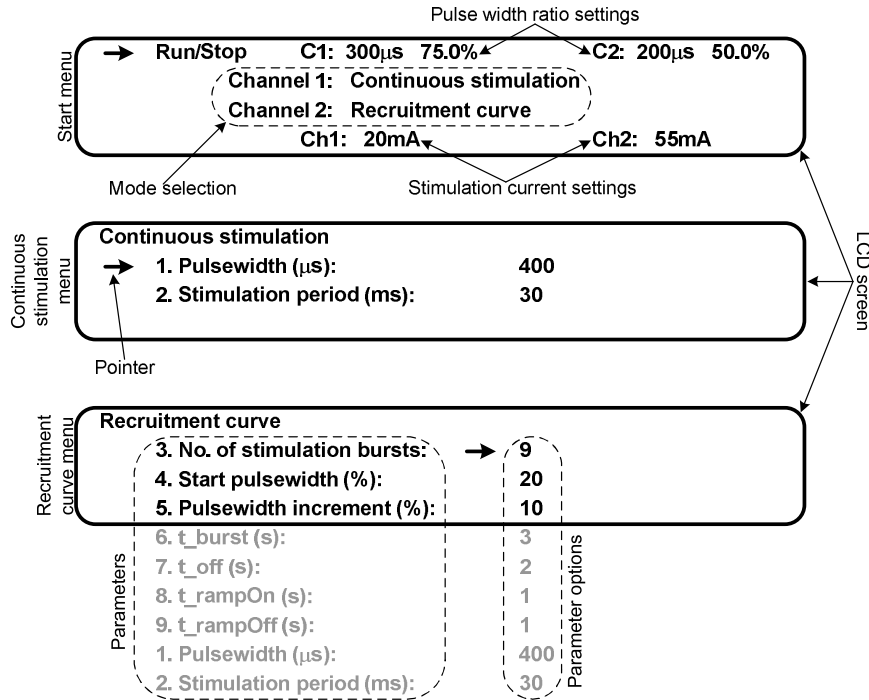 Pulse width ratio settings
Run/Stop C1: 300μs 75.0% C2: 200μs 50.0%
Channel 1: Continuous stimulation
Channel 2: Recruitment curve
Ch1: 20mA Ch2: 55mA
Start menu
Mode selection
Stimulation current settings
Continuous stimulation
1. Pulsewidth (μs): 400
2. Stimulation period (ms): 30
Continuous
stimulation
menu
LCD screen
Pointer
Recruitment curve
3. No. of stimulation bursts: 9
4. Start pulsewidth (%): 20
5. Pulsewidth increment (%): 10
Recruitment
curve menu
6. t_burst (s): 3
7. t_off (s): 2
8. t_rampOn (s): 1
9. t_rampOff (s): 1
1. Pulsewidth (μs): 400
2. Stimulation period (ms): 30
Parameters
Parameter options